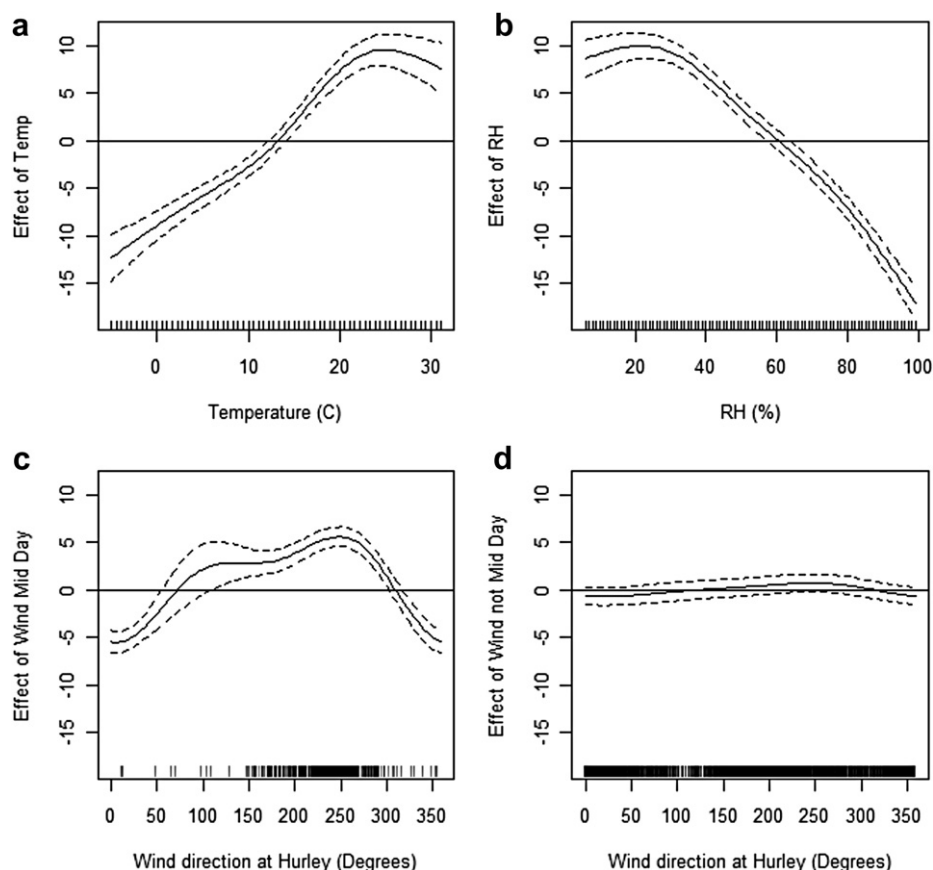 a
Effect of Temp
10
5
0
-5
-10
-15
0 10 20 30
Temperature (C)
b
Effect of RH
10
5
0
-5
-10
-15
20 40 60 80 100
RH (%)
c
Effect of Wind Mid Day
10
5
0
-5
-10
-15
0 50 100 150 200 250 300 350
Wind direction at Hurley (Degrees)
d
Effect of Wind not Mid Day
10
5
0
-5
-10
-15
0 50 100 150 200 250 300 350
Wind direction at Hurley (Degrees)